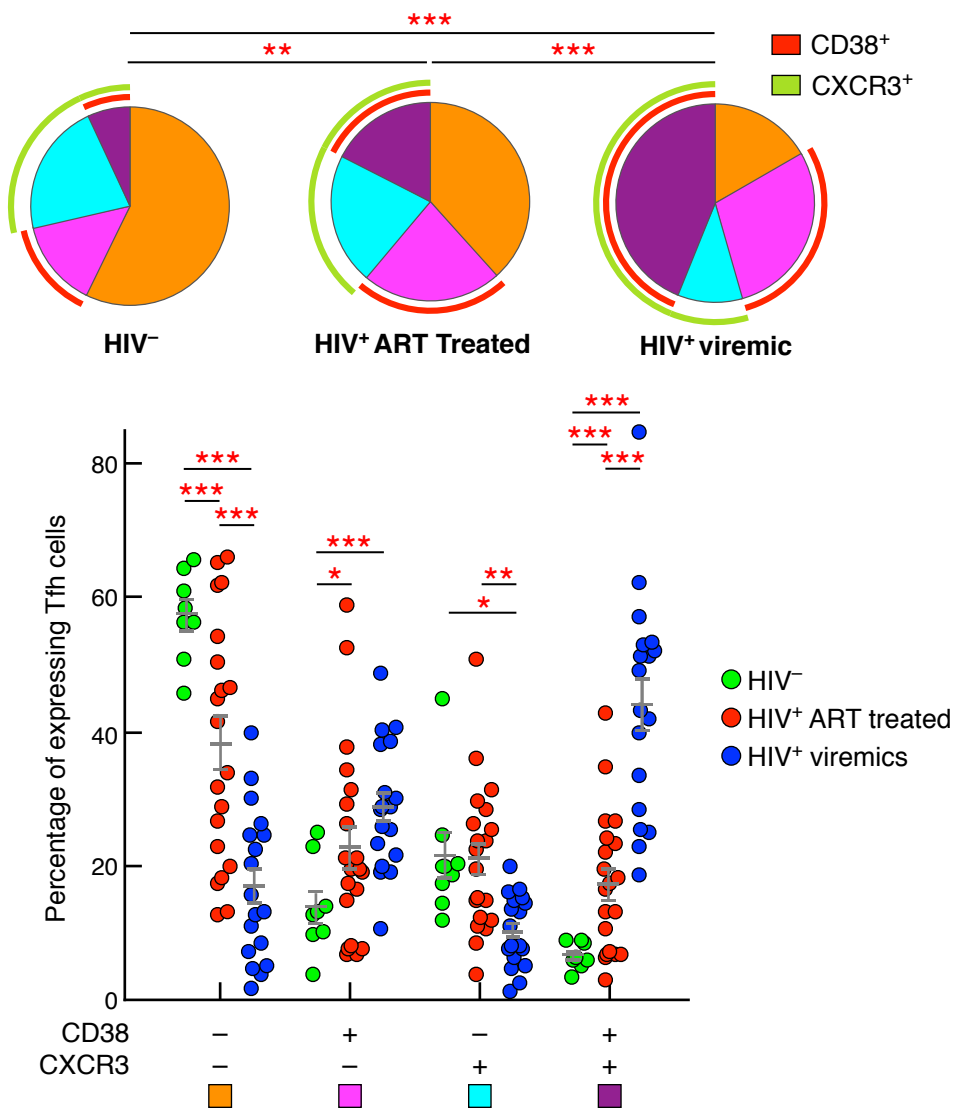 ***
** ***
CD38+
CXCR3+
HIV–
HIV+ ART Treated
HIV+ viremic
Percentage of expressing Tfh cells
80
60
40
20
0
***
***
***
***
*
**
*
***
***
***
HIV–
HIV+ ART treated
HIV+ viremics
CD38 – + – +
CXCR3 – – + +